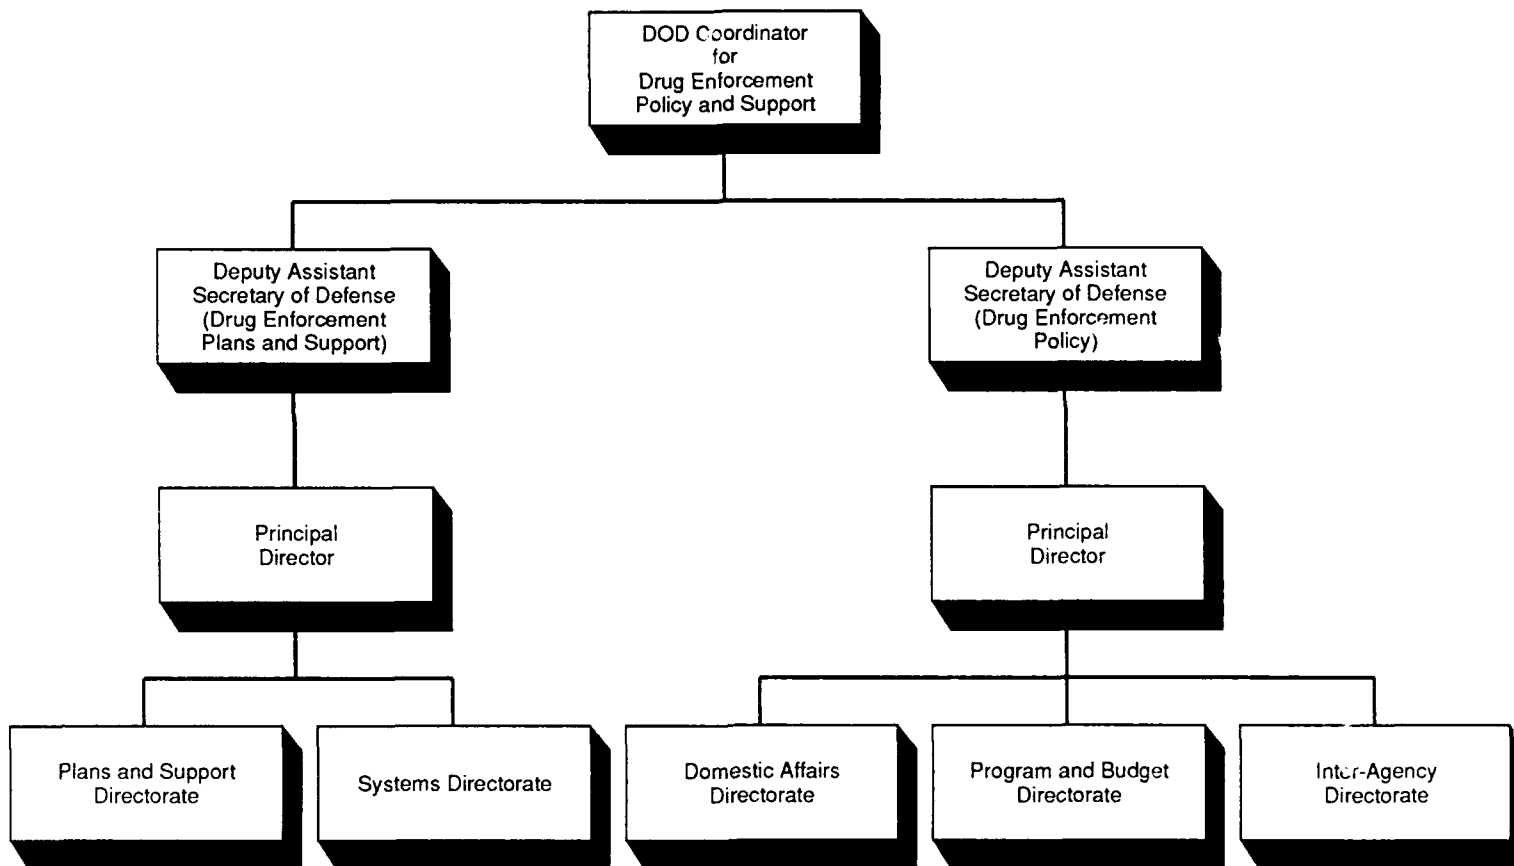 DOD Coordinator
for
Drug Enforcement
Policy and Support
Deputy Assistant
Secretary of Defense
(Drug Enforcement
Plans and Support)
Deputy Assistant
Secretary of Defense
(Drug Enforcement
Policy)
Principal
Director
Principal
Director
Plans and Support
Directorate
Systems Directorate
Domestic Affairs
Directorate
Program and Budget
Directorate
Inter-Agency
Directorate